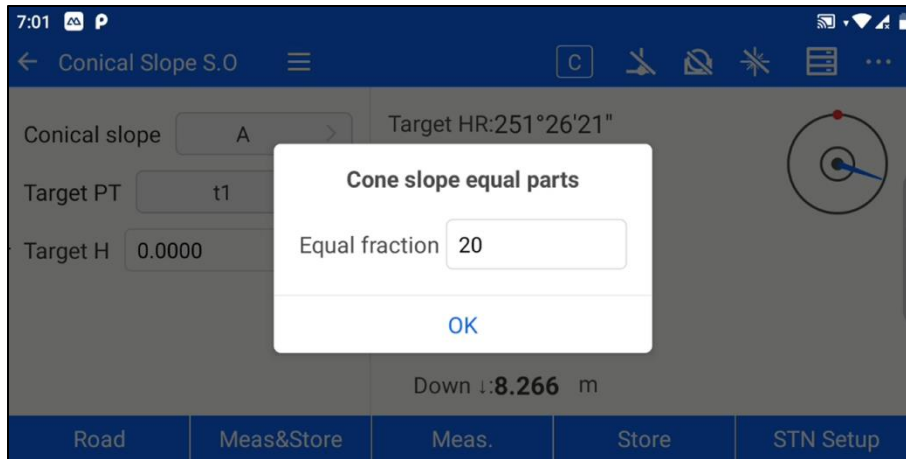 7:01
Conical Slope S.O
C
Conical slope A
Target HR:251°26'21"
Target PT t1
Target H 0.0000
Cone slope equal parts
Equal fraction 20
OK
Down ↓:8.266 m
Road Meas&Store Meas. Store STN Setup